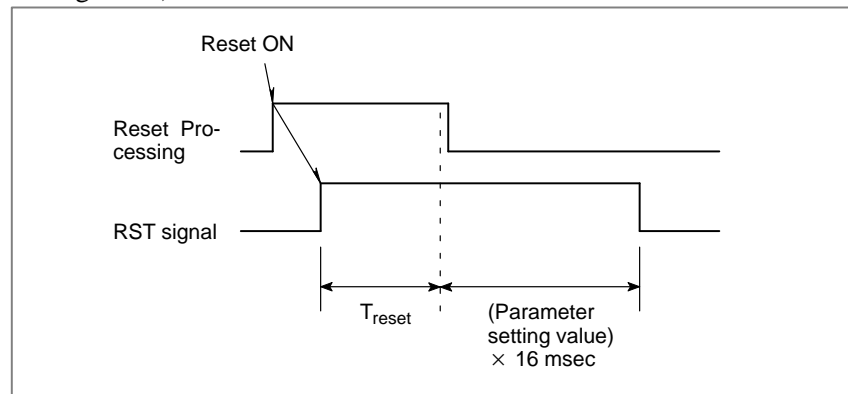 Reset ON
Reset Pro-
cessing
RST signal
Treset
(Parameter
setting value)
× 16 msec